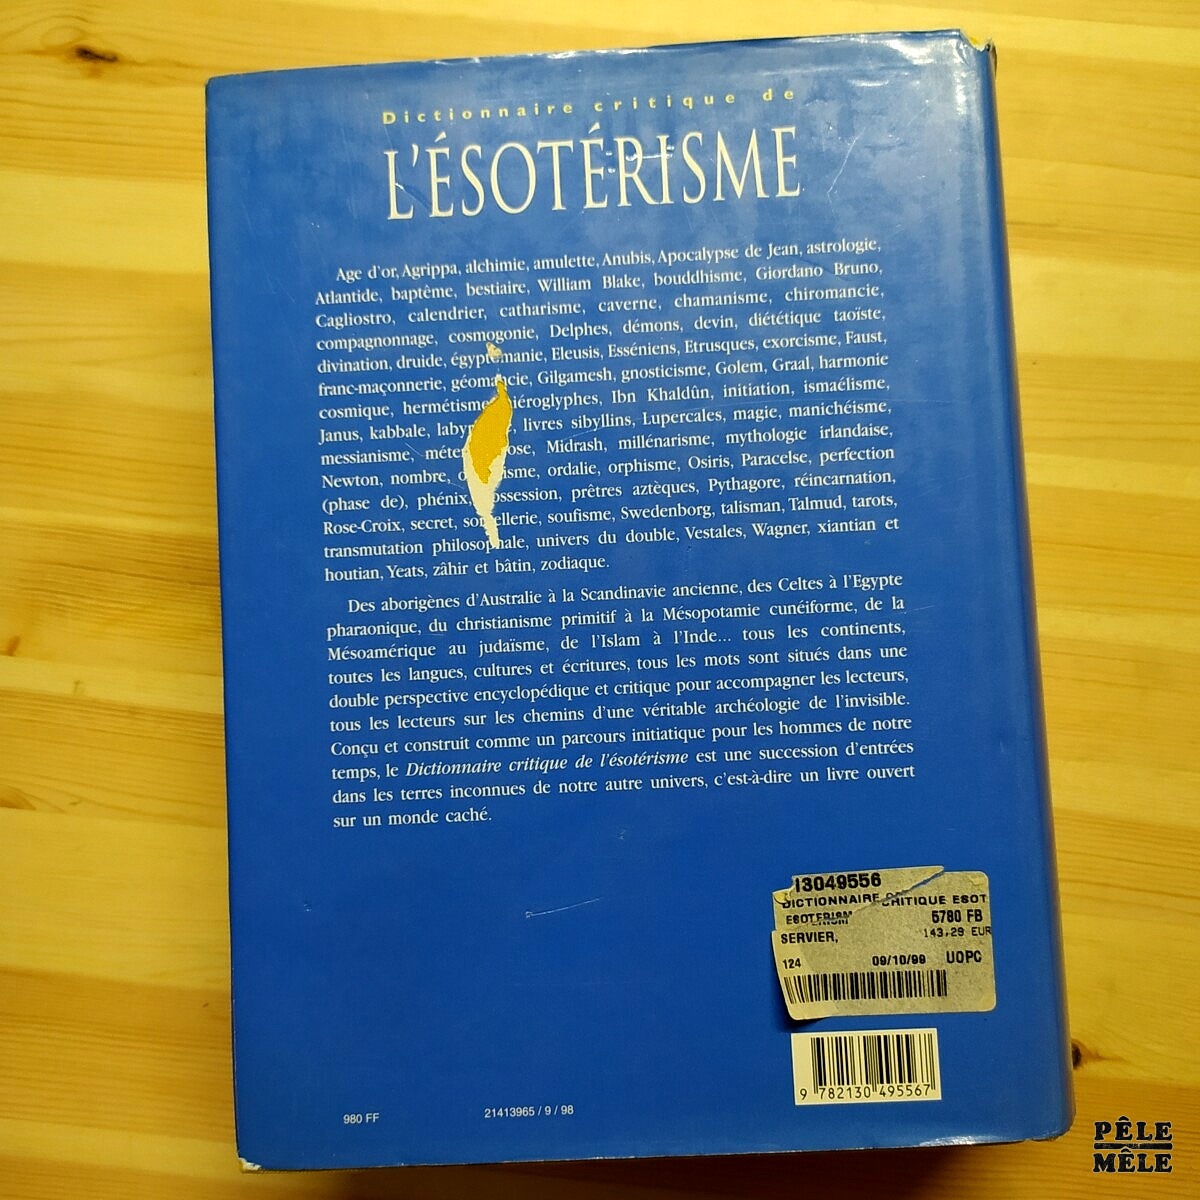 Dictionnaire critique de
L'ÉSOTÉRISME
Age d'or, Agrippa, alchimie, amulette, Anubis, Apocalypse de Jean, astrologie,
Atlantide, baptême, bestiaire, William Blake, bouddhisme, Giordano Bruno,
Cagliostro, calendrier, catharisme, caverne, chamanisme, chiromancie,
compagnonnage, cosmogonie, Delphes, démons, devin, diététique taoïste,
divination, druide, égyptomanie, Eleusis, Esséniens, Etrusques, exorcisme, Faust,
franc-maçonnerie, géomancie, Gilgamesh, gnosticisme, Golem, Graal, harmonie
cosmique, hermétisme, hiéroglyphes, Ibn Khaldûn, initiation, ismaélisme,
Janus, kabbale, livres sibyllins, Lupercales, magie, manichéisme,
messianisme, Midrash, millénarisme, mythologie irlandaise,
Newton, nombre, ordalie, orphisme, Osiris, Paracelse, perfection
(phase de), phénix, possession, prêtres aztèques, Pythagore, réincarnation,
Rose-Croix, secret, sorcellerie, soufisme, Swedenborg, talisman, Talmud, tarots,
transmutation philosophale, univers du double, Vestales, Wagner, xiantian et
houtian, Yeats, zâhir et bâtin, zodiaque.
Des aborigènes d'Australie à la Scandinavie ancienne, des Celtes à l'Egypte
pharaonique, du christianisme primitif à la Mésopotamie cunéiforme, de la
Mésoamérique au judaïsme, de l'Islam à l'Inde... tous les continents,
toutes les langues, cultures et écritures, tous les mots sont situés dans une
double perspective encyclopédique et critique pour accompagner les lecteurs,
tous les lecteurs sur les chemins d'une véritable archéologie de l'invisible.
Conçu et construit comme un parcours initiatique pour les hommes de notre
temps, le Dictionnaire critique de l'ésotérisme est une succession d'entrées
dans les terres inconnues de notre autre univers, c'est-à-dire un livre ouvert
sur un monde caché.
13049556
DICTIONNAIRE CRITIQUE ESOT
ESOTERISM 5780 FB
SERVIER, 143,29 EUR
124 09/10/99 UOPC
9 782130 495567
980 FF 21413965 / 9 / 98
PÊLE
MÊLE